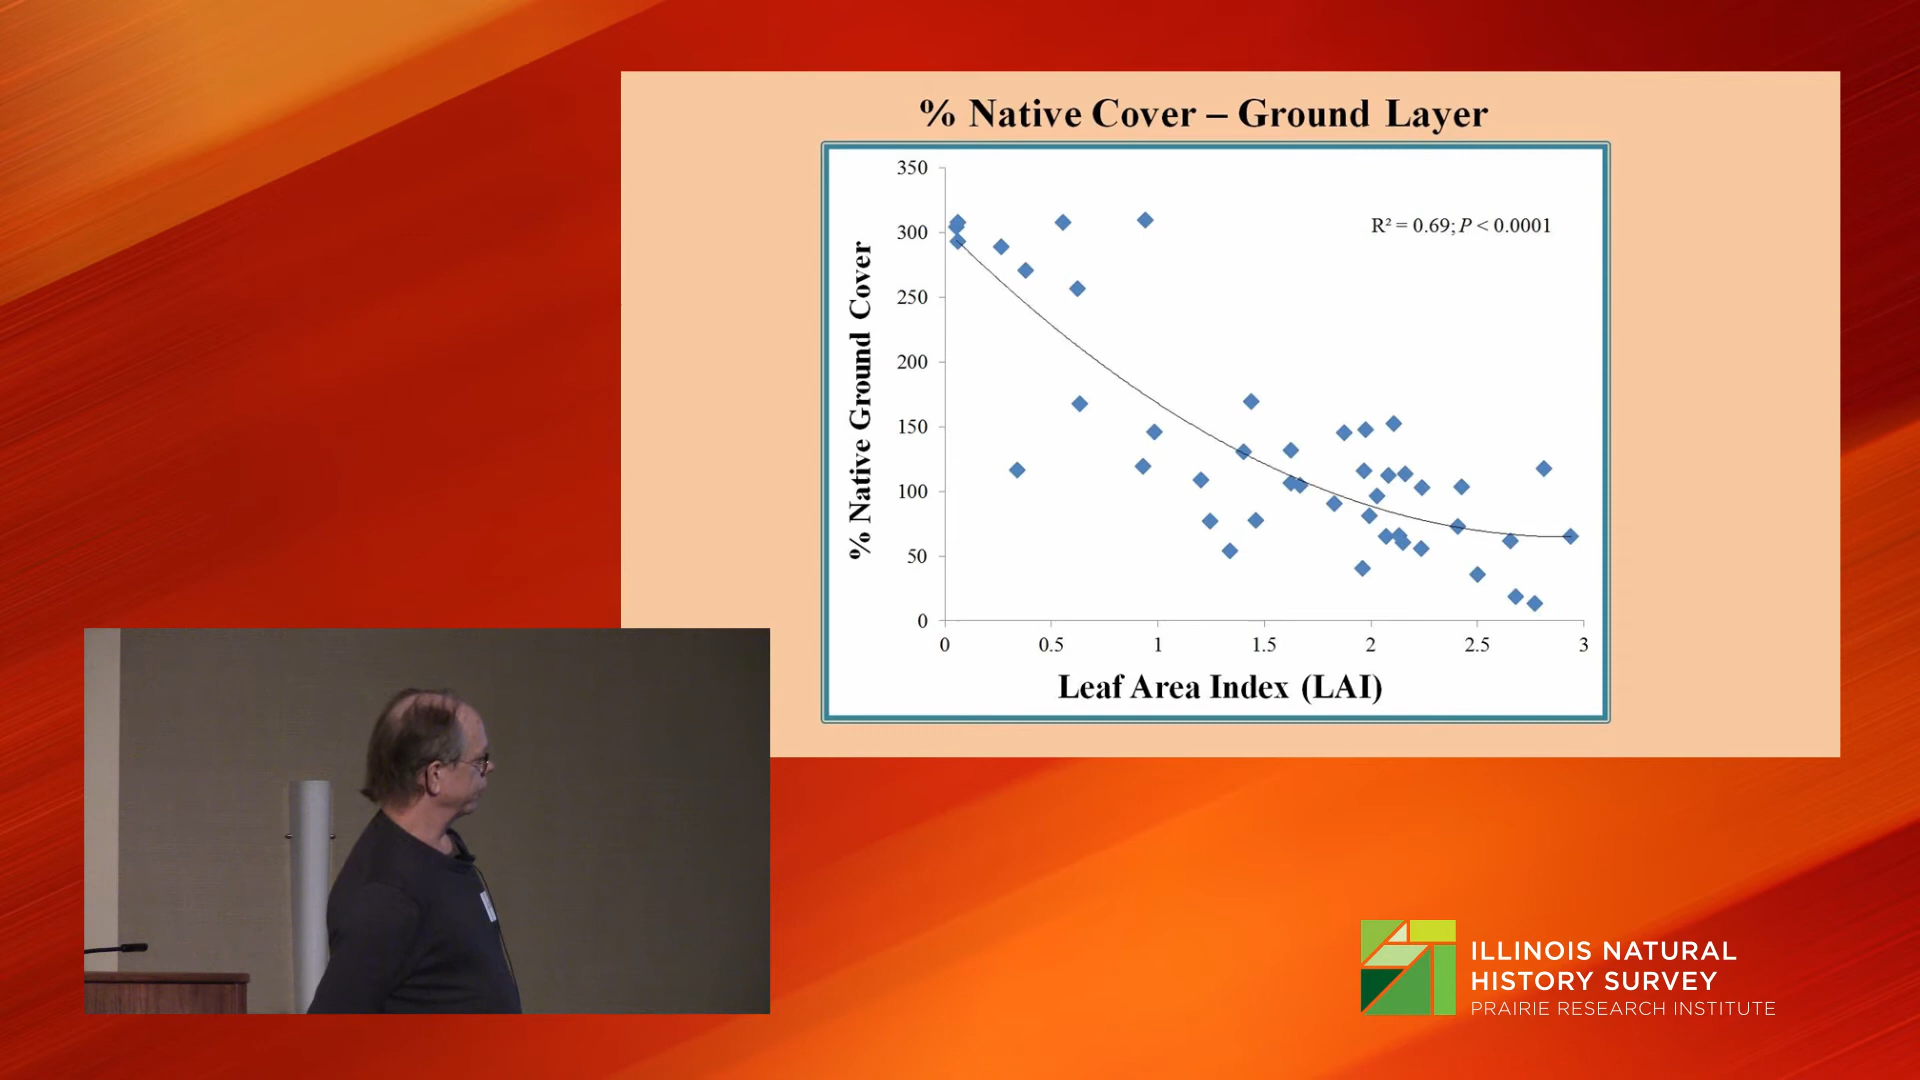 % Native Cover – Ground Layer
350
300
250
200
150
100
50
0
% Native Ground Cover
R² = 0.69; P < 0.0001
0 0.5 1 1.5 2 2.5 3
Leaf Area Index (LAI)
ILLINOIS NATURAL
HISTORY SURVEY
PRAIRIE RESEARCH INSTITUTE